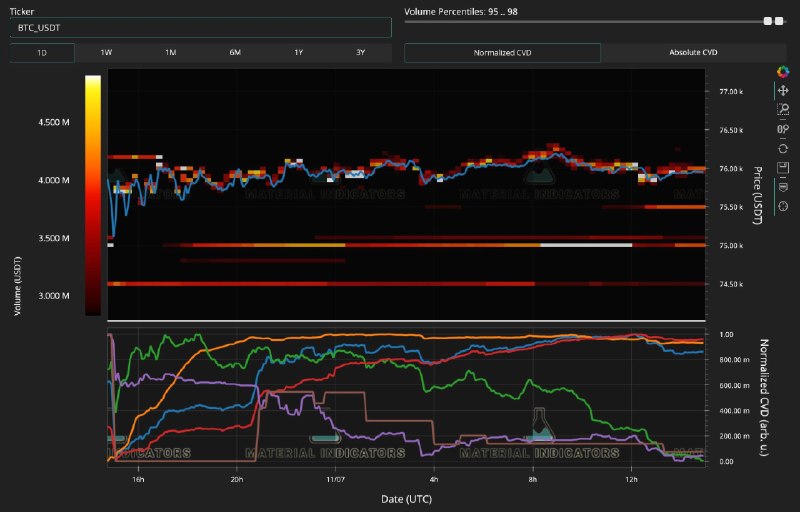 Ticker
Volume Percentiles: 95 .. 98
BTC_USDT
1D
1W
1M
6M
1Y
3Y
Normalized CVD
Absolute CVD
4.500 M
4.000 M
3.500 M
3.000 M
Volume (USDT)
77.00 k
76.50 k
76.00 k
75.50 k
75.00 k
74.50 k
Price (USDT)
MATERIAL INDICATORS
MATERIAL INDICATORS
MAT
1.00
800.00 m
600.00 m
400.00 m
200.00 m
0.00
Normalized CVD (arb. u.)
INDICATORS
MATERIAL INDICATORS
MATERIAL INDICATORS
16h
20h
11/07
4h
8h
12h
Date (UTC)